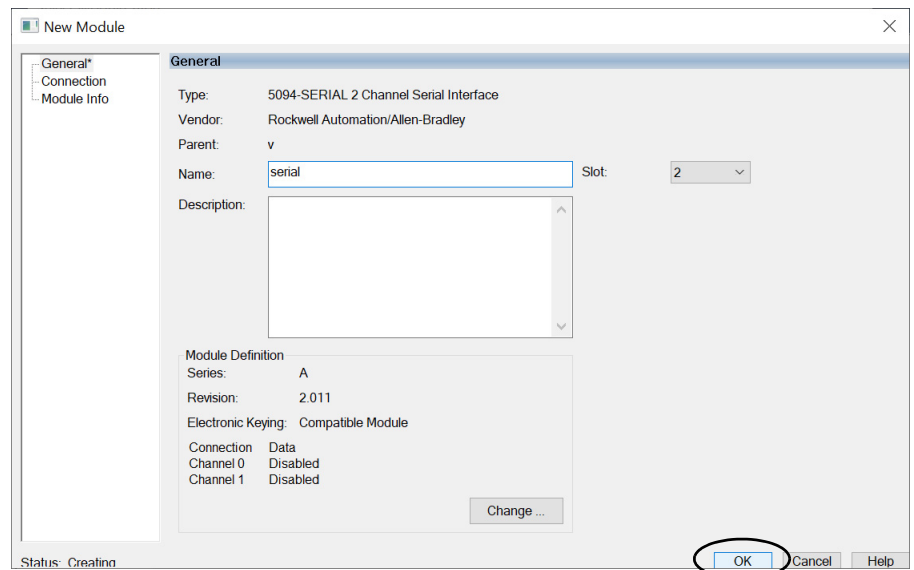 New Module
General*
Connection
Module Info
General
Type: 5094-SERIAL 2 Channel Serial Interface
Vendor: Rockwell Automation/Allen-Bradley
Parent: v
Name: serial Slot: 2
Description:
Module Definition
Series: A
Revision: 2.011
Electronic Keying: Compatible Module
Connection Data
Channel 0 Disabled
Channel 1 Disabled
Change ...
Status: Creating OK Cancel Help